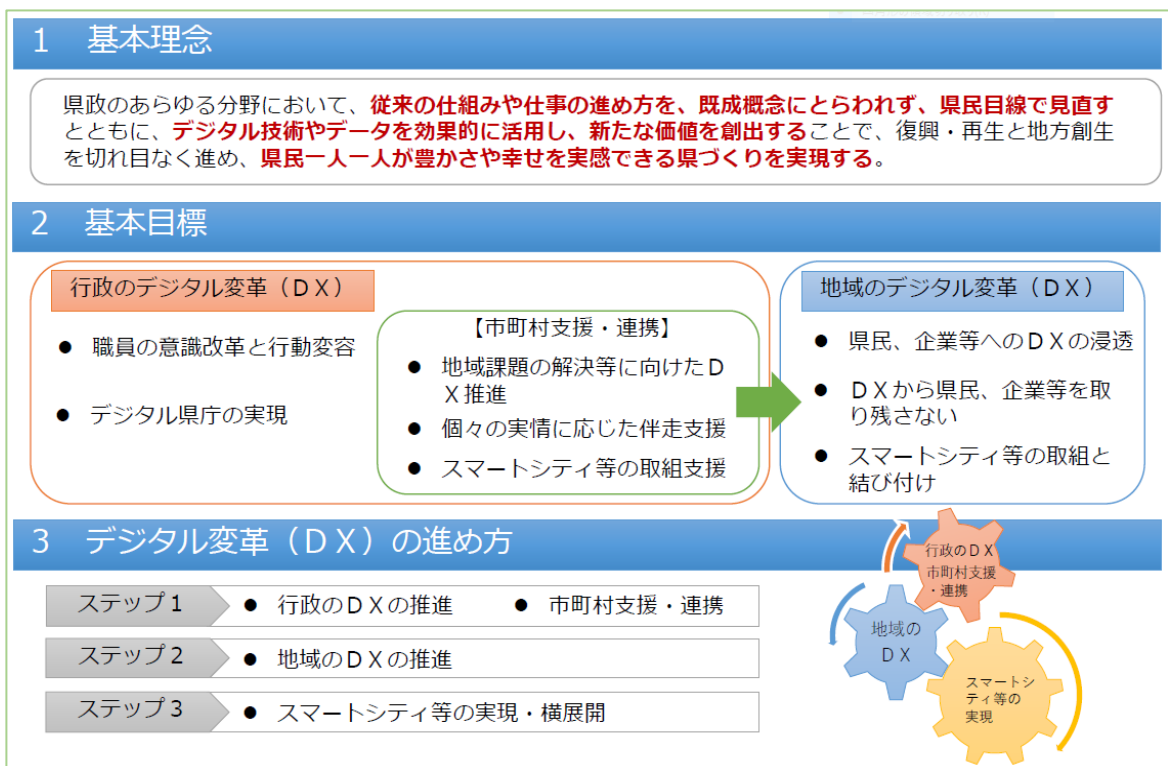 1 基本理念
県政のあらゆる分野において、従来の仕組みや仕事の進め方を、既成概念にとらわれず、県民目線で見直す
とともに、デジタル技術やデータを効果的に活用し、新たな価値を創出することで、復興・再生と地方創生
を切れ目なく進め、県民一人一人が豊かさや幸せを実感できる県づくりを実現する。
2 基本目標
行政のデジタル変革（ＤＸ）
● 職員の意識改革と行動変容
● デジタル県庁の実現
【市町村支援・連携】
● 地域課題の解決等に向けたＤ
Ｘ推進
● 個々の実情に応じた伴走支援
● スマートシティ等の取組支援
地域のデジタル変革（ＤＸ）
● 県民、企業等へのＤＸの浸透
● ＤＸから県民、企業等を取
り残さない
● スマートシティ等の取組と
結び付け
3 デジタル変革（ＤＸ）の進め方
ステップ１ ● 行政のＤＸの推進 ● 市町村支援・連携
ステップ２ ● 地域のＤＸの推進
ステップ３ ● スマートシティ等の実現・横展開
行政のＤＸ
市町村支援
・連携
地域の
ＤＸ
スマートシ
ティ等の
実現